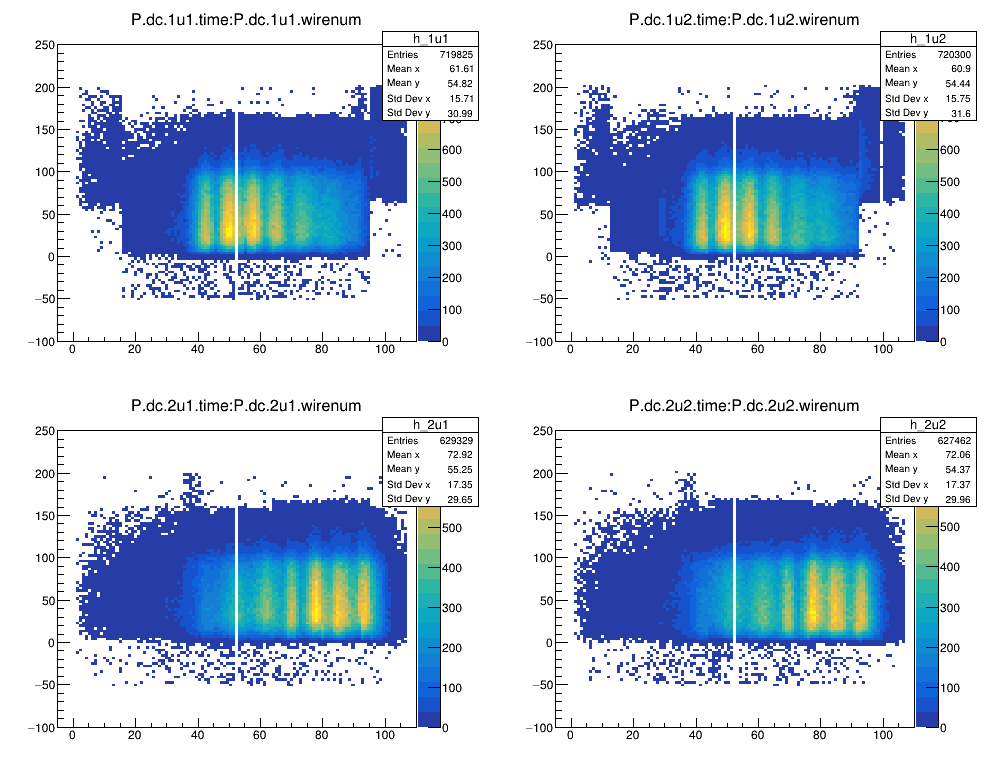 P.dc.1u1.time:P.dc.1u1.wirenum
h_1u1
Entries 719825
Mean x 61.61
Mean y 54.82
Std Dev x 15.71
Std Dev y 30.99
250
200
150
100
50
0
−50
−100
0 20 40 60 80 100
600
500
400
300
200
100
0
P.dc.1u2.time:P.dc.1u2.wirenum
h_1u2
Entries 720300
Mean x 60.9
Mean y 54.44
Std Dev x 15.75
Std Dev y 31.6
250
200
150
100
50
0
−50
−100
0 20 40 60 80 100
600
500
400
300
200
100
0
P.dc.2u1.time:P.dc.2u1.wirenum
h_2u1
Entries 629329
Mean x 72.92
Mean y 55.25
Std Dev x 17.35
Std Dev y 29.65
250
200
150
100
50
0
−50
−100
0 20 40 60 80 100
500
400
300
200
100
0
P.dc.2u2.time:P.dc.2u2.wirenum
h_2u2
Entries 627462
Mean x 72.06
Mean y 54.37
Std Dev x 17.37
Std Dev y 29.96
250
200
150
100
50
0
−50
−100
0 20 40 60 80 100
500
400
300
200
100
0